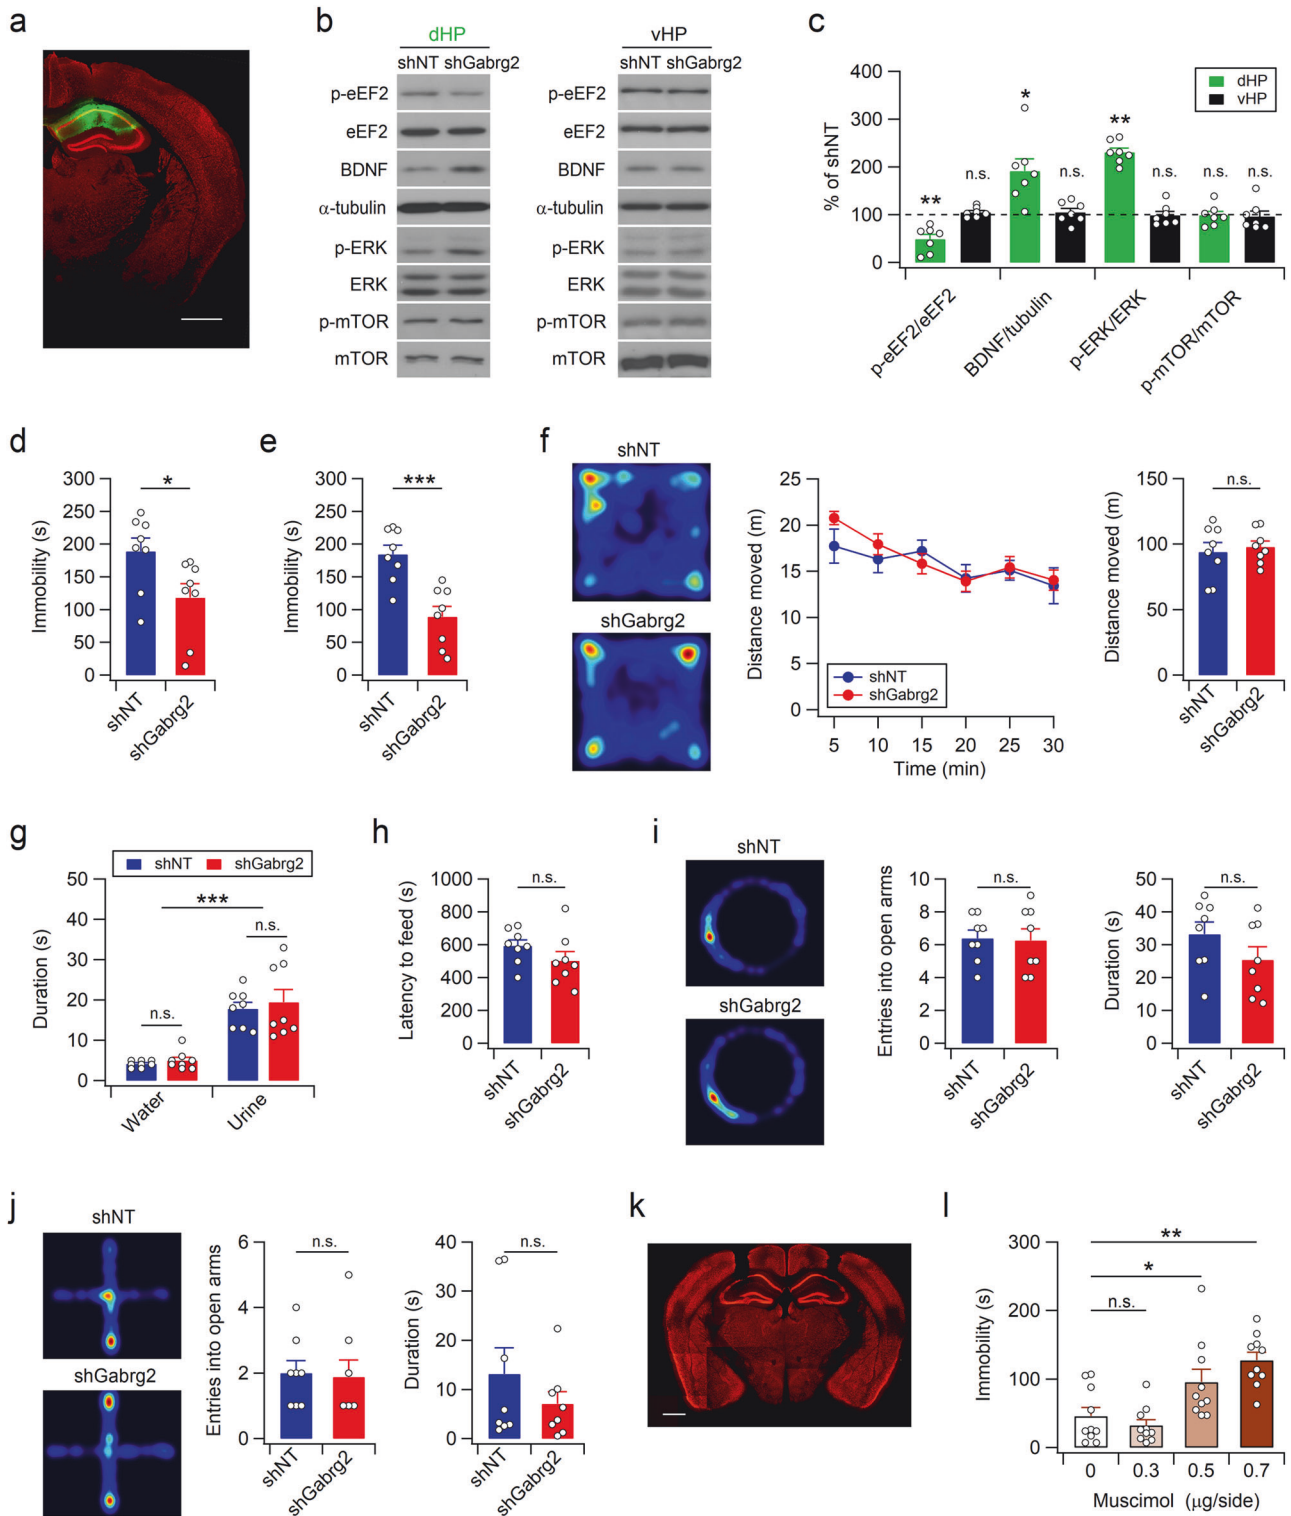 a
b
dHP
vHP
shNT shGabrg2
shNT shGabrg2
p-eEF2
eEF2
BDNF
α-tubulin
p-ERK
ERK
p-mTOR
mTOR
p-eEF2
eEF2
BDNF
α-tubulin
p-ERK
ERK
p-mTOR
mTOR
c
% of shNT
400
300
200
100
0
dHP
vHP
**
n.s.
*
n.s.
**
n.s.
n.s.
n.s.
p-eEF2/eEF2
BDNF/tubulin
p-ERK/ERK
p-mTOR/mTOR
d
Immobility (s)
300
250
200
150
100
50
0
*
shNT
shGabrg2
e
Immobility (s)
300
250
200
150
100
50
0
***
shNT
shGabrg2
f
shNT
shGabrg2
Distance moved (m)
25
20
15
15
5
0
shNT
shGabrg2
5 10 15 20 25 30
Time (min)
Distance moved (m)
150
100
50
0
n.s.
shNT
shGabrg2
g
shNT shGabrg2
Duration (s)
50
40
30
20
10
0
***
n.s.
n.s.
Water
Urine
h
Latency to feed (s)
1000
800
600
400
200
0
n.s.
shNT
shGabrg2
i
shNT
shGabrg2
Entries into open arms
10
8
6
4
2
0
n.s.
shNT
shGabrg2
Duration (s)
50
40
30
20
10
0
n.s.
shNT
shGabrg2
j
shNT
shGabrg2
Entries into open arms
6
4
2
0
n.s.
shNT
shGabrg2
Duration (s)
40
30
20
10
0
n.s.
shNT
shGabrg2
k
l
Immobility (s)
300
200
100
0
**
*
n.s.
0 0.3 0.5 0.7
Muscimol (μg/side)